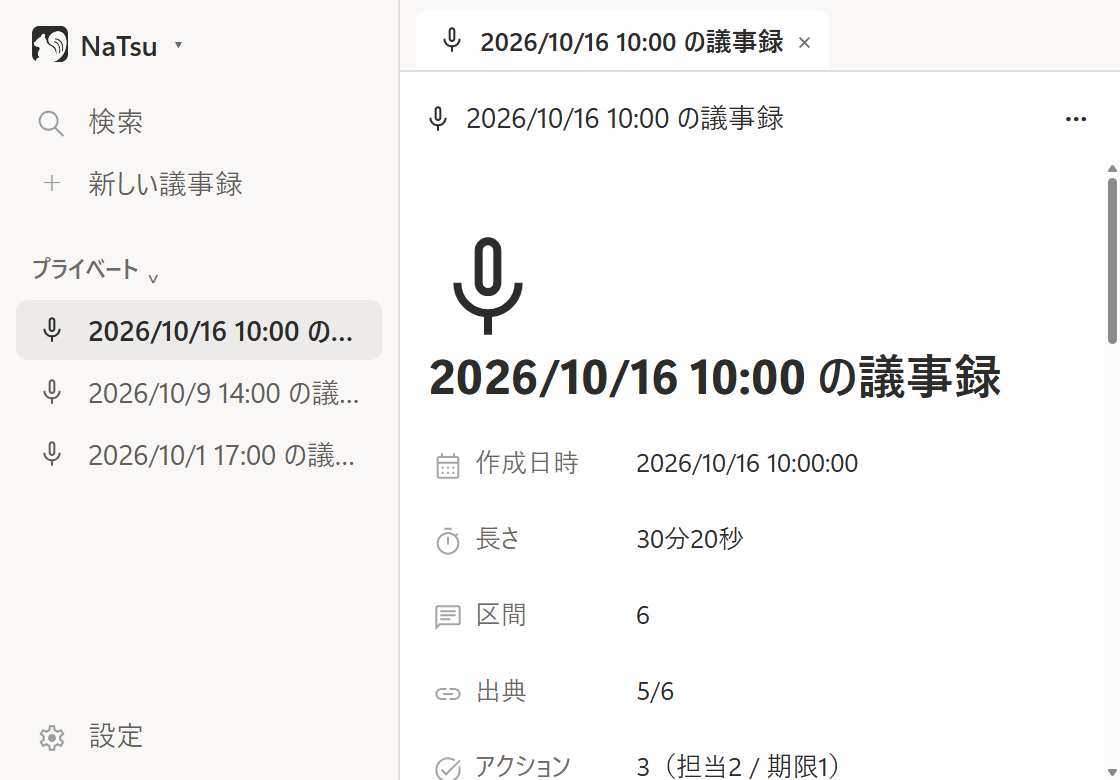 NaTsu
検索
新しい議事録
プライベート
2026/10/16 10:00 の...
2026/10/9 14:00 の議...
2026/10/1 17:00 の議...
設定
2026/10/16 10:00 の議事録
2026/10/16 10:00 の議事録
2026/10/16 10:00 の議事録
作成日時 2026/10/16 10:00:00
長さ 30分20秒
区間 6
出典 5/6
アクション 3（担当2 / 期限1）